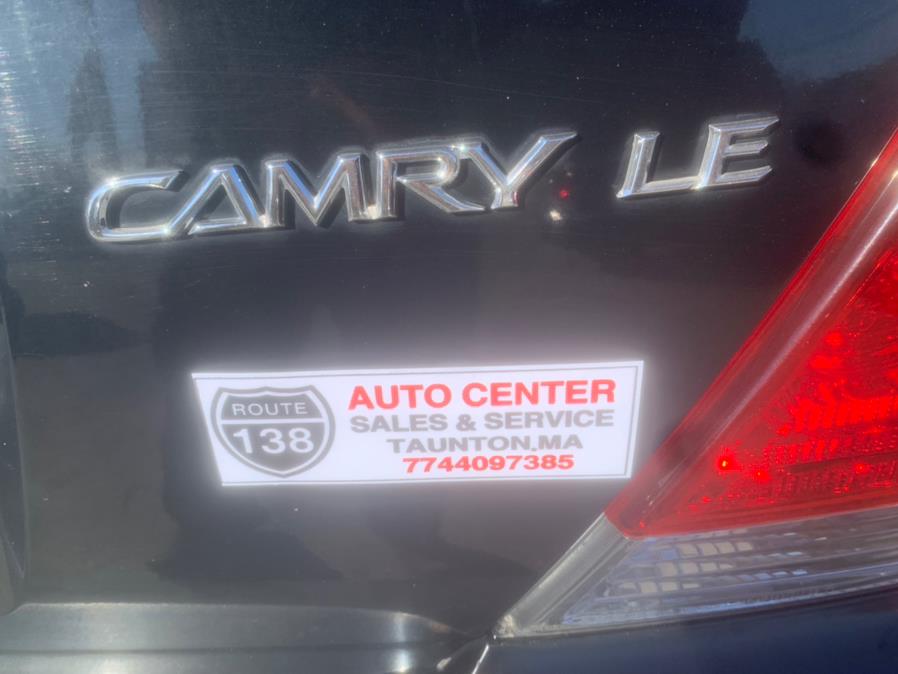 CAMRY LE
ROUTE
138
AUTO CENTER
SALES & SERVICE
TAUNTON,MA
7744097385